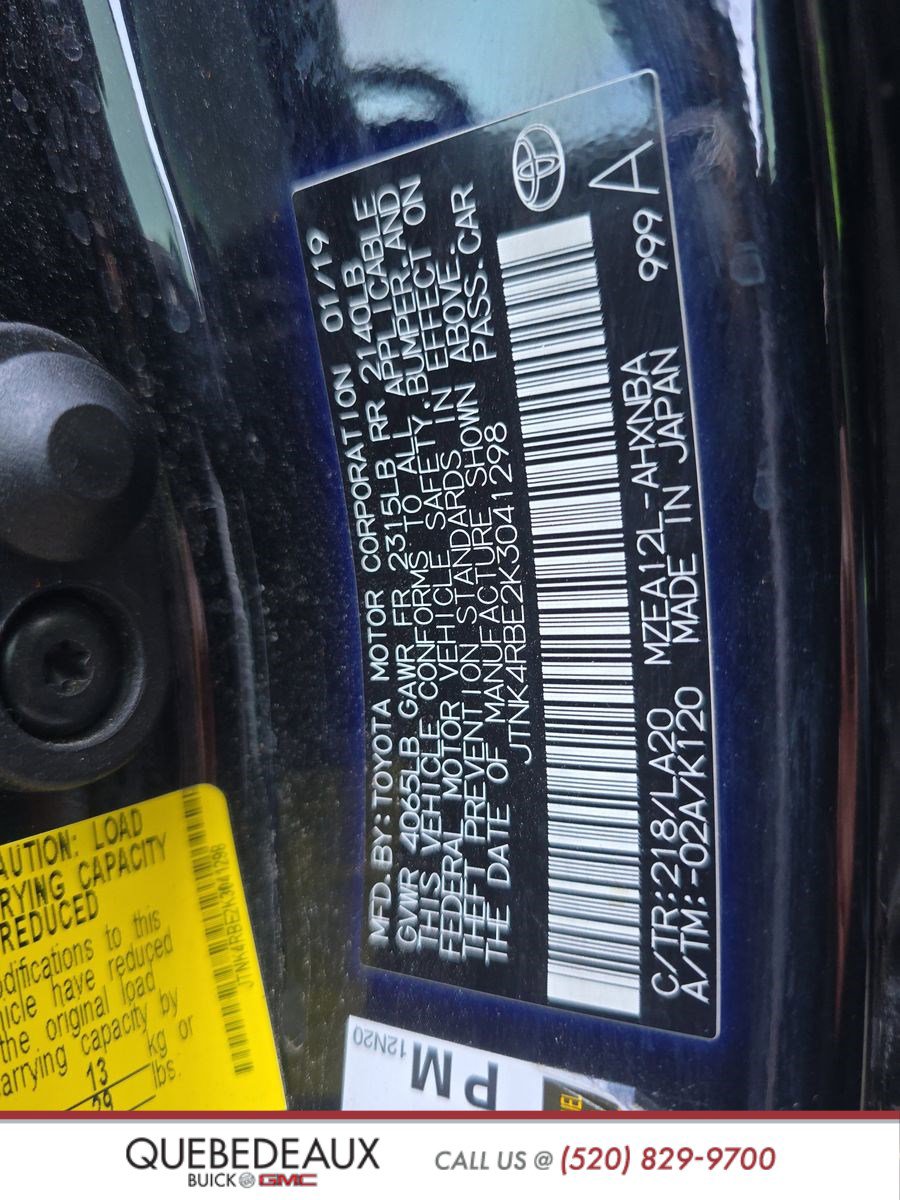 MFD.BY:TOYOTA MOTOR CORPORATION 01/19
GVWR 4065LB GAWR FR 2315LB RR 2140LB
THIS VEHICLE CONFORMS TO ALL APPLICABLE
FEDERAL MOTOR VEHICLE SAFETY, BUMPER,AND
THEFT PREVENTION STANDARDS IN EFFECT ON
THE DATE OF MANUFACTURE SHOWN ABOVE.
JTNK4RBE2K3041298 PASS.CAR
C/TR:218/LA20 MZEA12L-AHXNBA 999 A
A/TM:-02A/K120 MADE IN JAPAN
CAUTION: LOAD
RYING CAPACITY
REDUCED
odifications to this
hicle have reduced
the original load
arrying capacity by
13 kg or
29 lbs.
JTNK4RBE2K3041298
12N20
PM
QUEBEDEAUX
BUICK GMC
CALL US @ (520) 829-9700